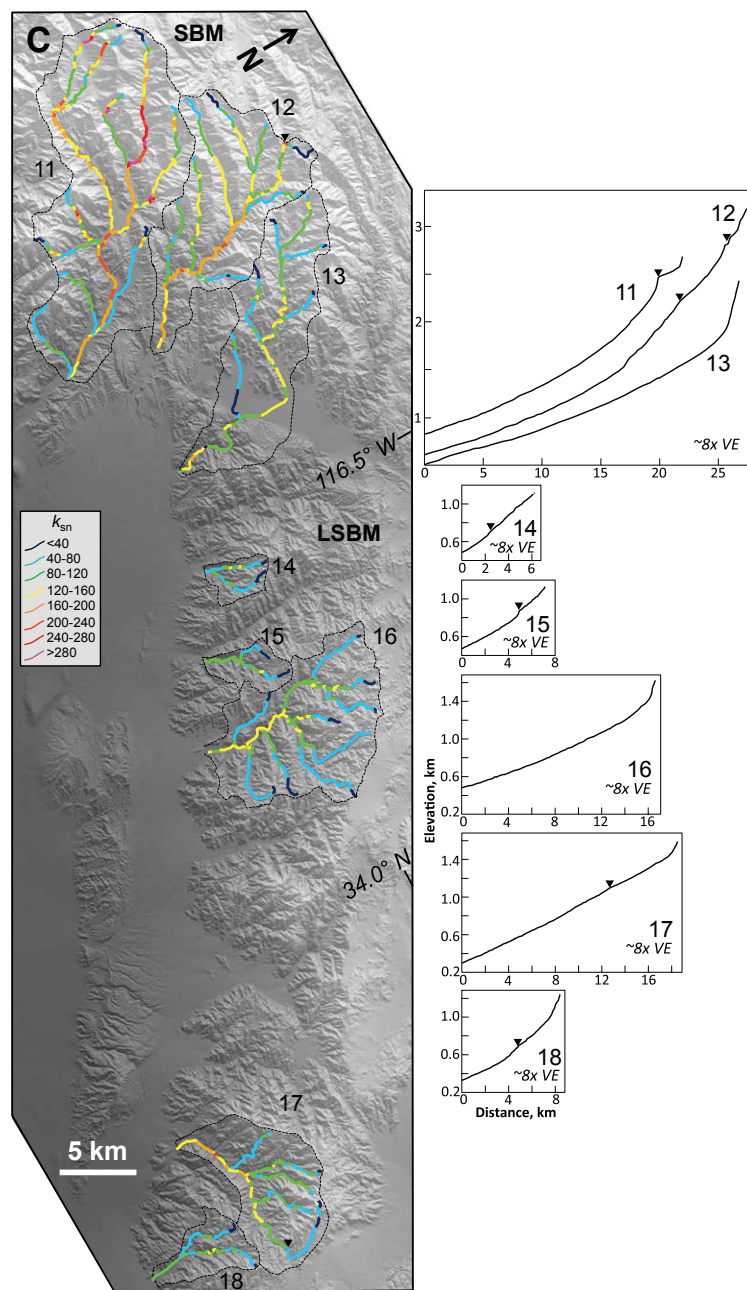 C
SBM
N
12
11
13
116.5° W
LSBM
k_sn
<40
40-80
80-120
120-160
160-200
200-240
240-280
>280
14
15
16
34.0° N
17
5 km
18
3
2
1
12
11
13
~8x VE
0 5 10 15 20 25
1.0
0.6
14
~8x VE
0 2 4 6
1.0
0.6
15
~8x VE
0 4 8
1.4
1.0
0.6
0.2
16
~8x VE
0 4 8 12 16
Elevation, km
1.4
1.0
0.6
0.2
17
~8x VE
0 4 8 12 18
1.0
0.6
0.2
18
~8x VE
0 2 4 6 8
Distance, km